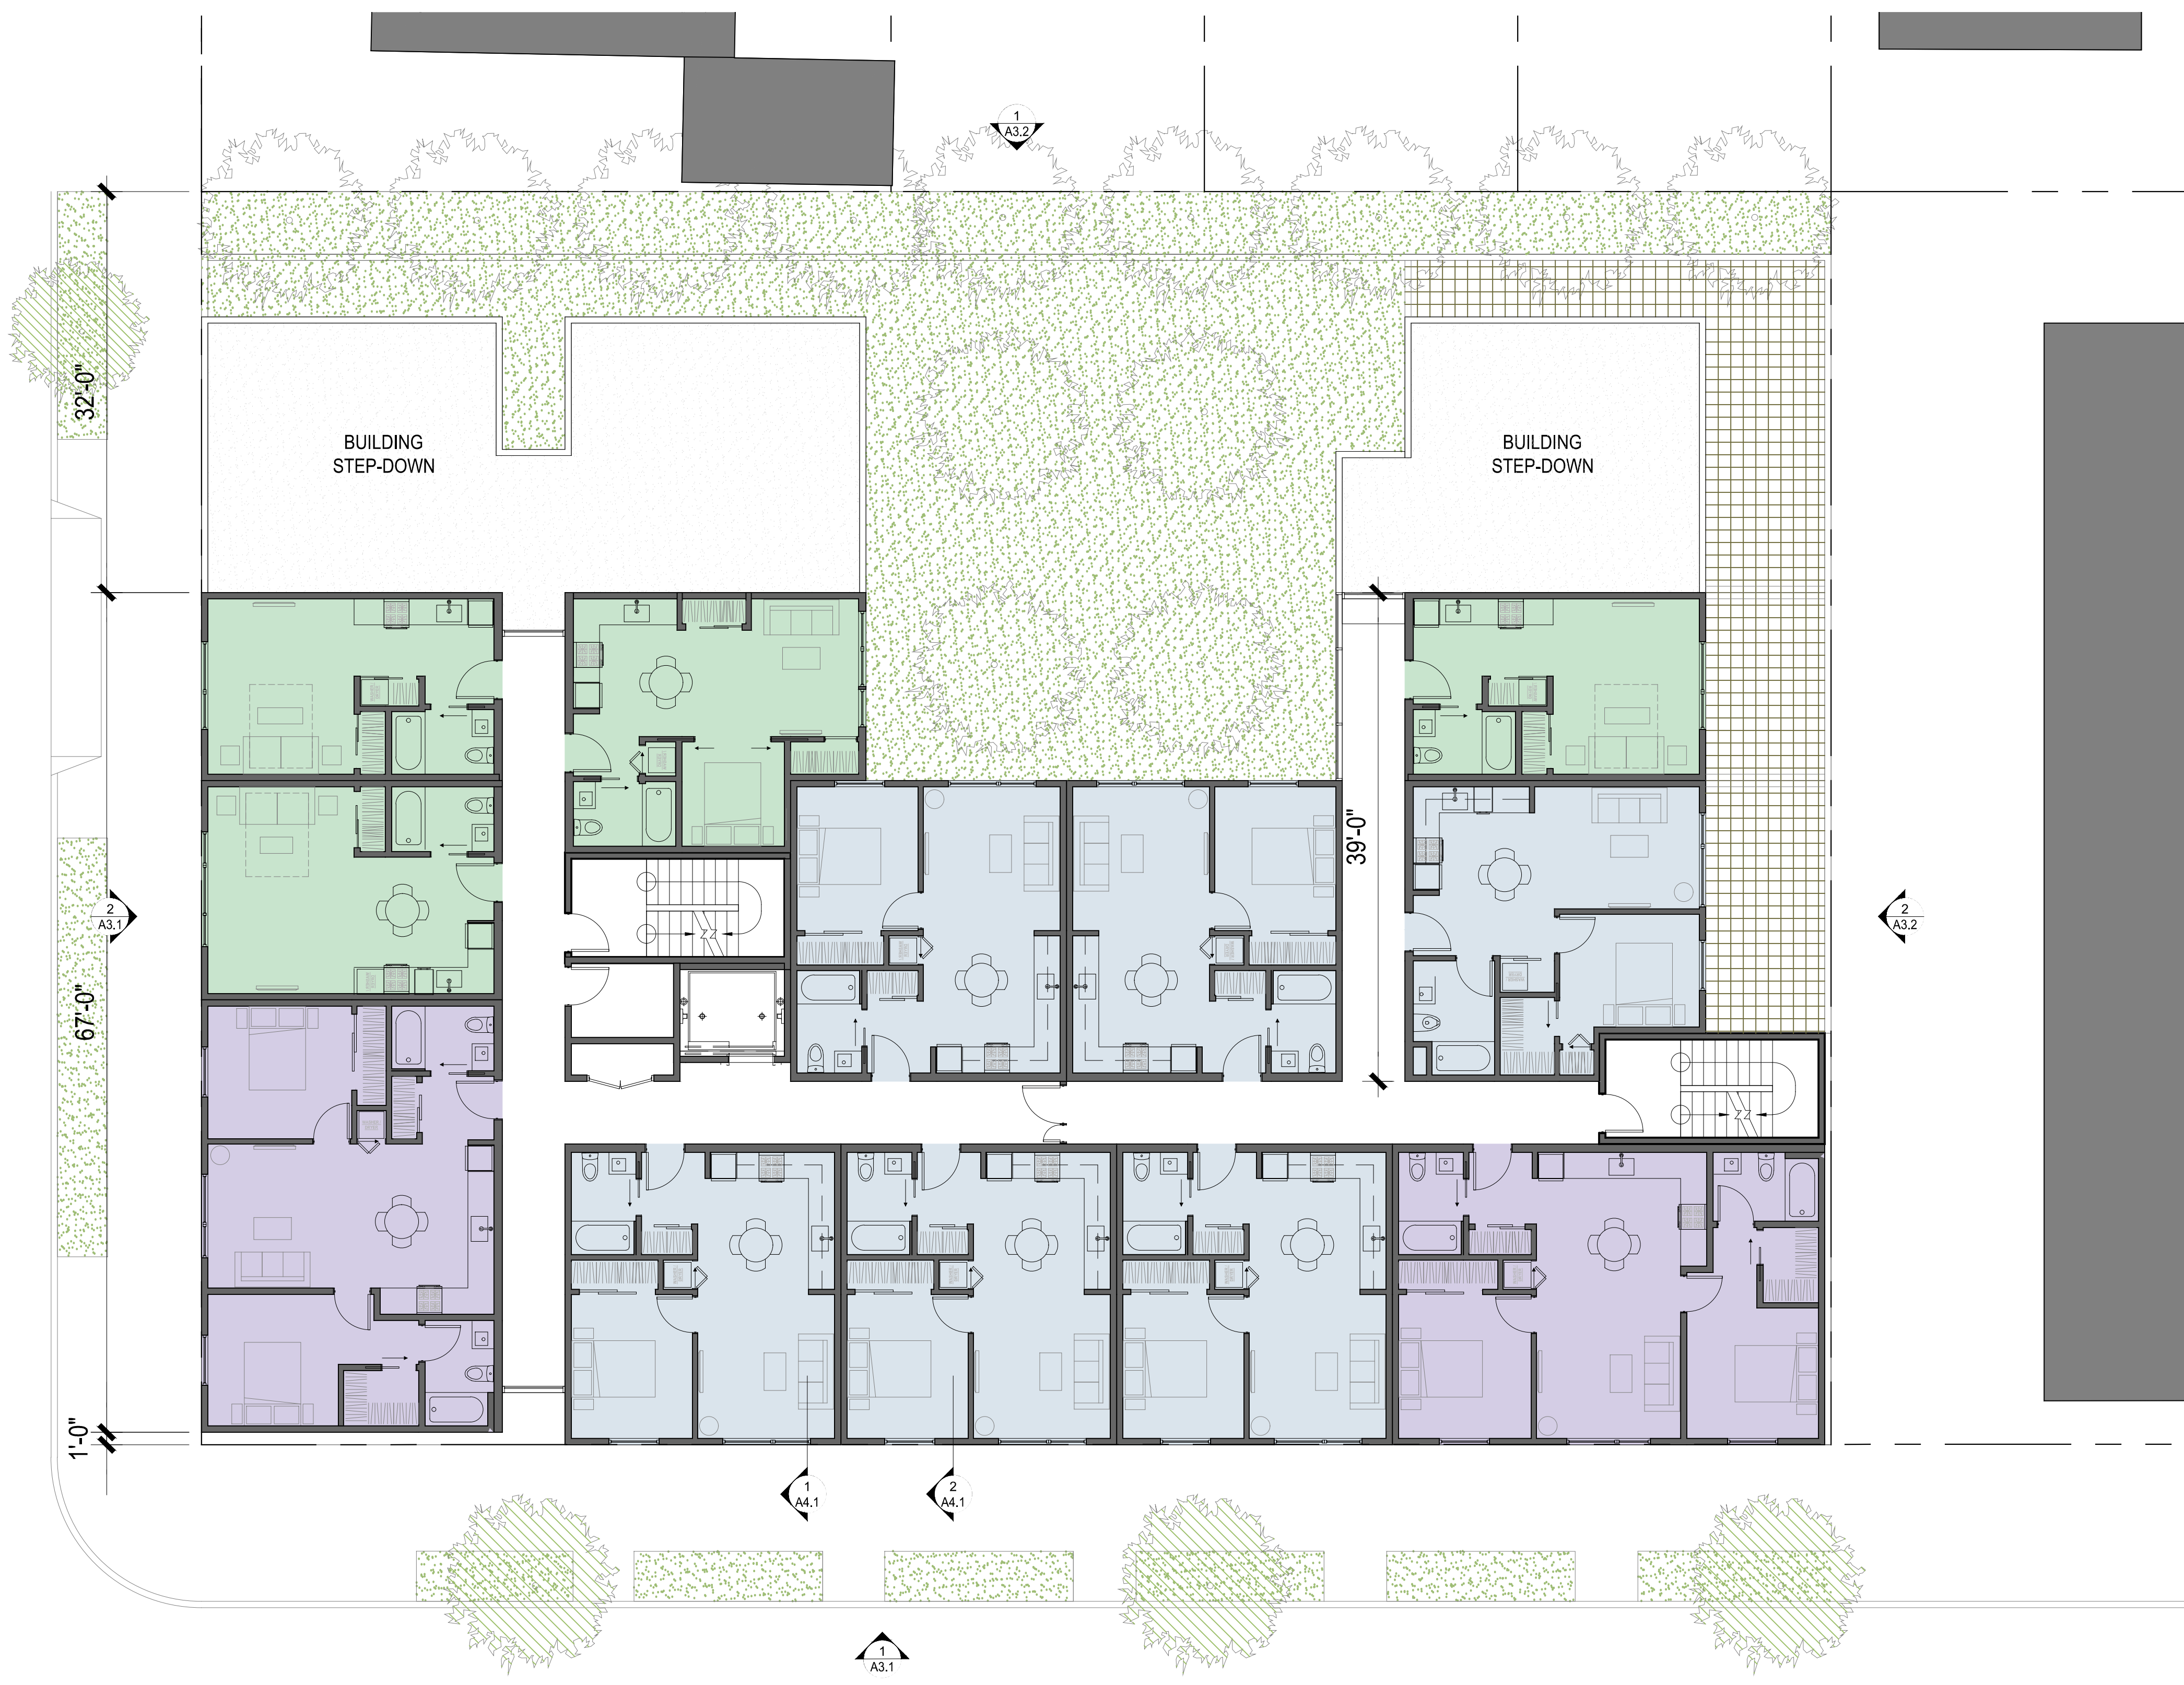 1
A3.2
32'-0"
BUILDING
STEP-DOWN
BUILDING
STEP-DOWN
39'-0"
2
A3.1
2
A3.2
67'-0"
1'-0"
1
A4.1
2
A4.1
1
A3.1